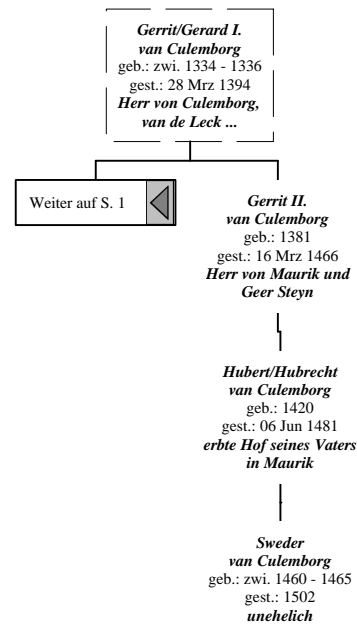 Gerrit/Gerard I.
van Culemborg
geb.: zwi. 1334 - 1336
gest.: 28 Mrz 1394
Herr von Culemborg,
van de Leck ...
Weiter auf S. 1
Gerrit II.
van Culemborg
geb.: 1381
gest.: 16 Mrz 1466
Herr von Maurik und
Geer Steyn
Hubert/Hubrecht
van Culemborg
geb.: 1420
gest.: 06 Jun 1481
erbte Hof seines Vaters
in Maurik
Sweder
van Culemborg
geb.: zwi. 1460 - 1465
gest.: 1502
unehelich